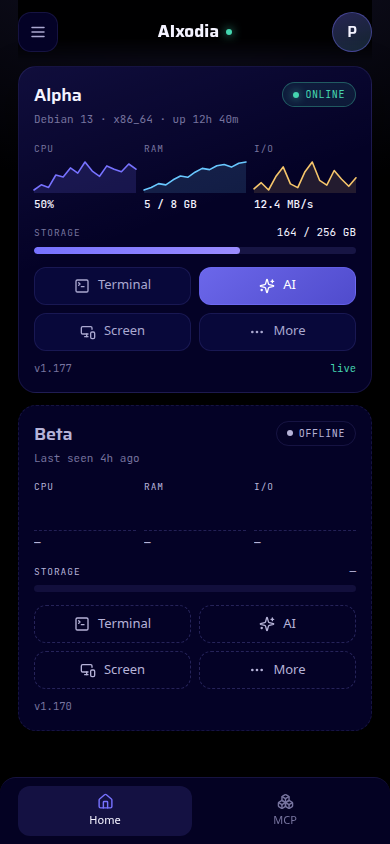 AIxodia
P
Alpha
ONLINE
Debian 13 · x86_64 · up 12h 40m
CPU RAM I/O
50% 5 / 8 GB 12.4 MB/s
STORAGE 164 / 256 GB
Terminal AI
Screen More
v1.177 live
Beta
OFFLINE
Last seen 4h ago
CPU RAM I/O
— — —
STORAGE —
Terminal AI
Screen More
v1.170
Home MCP